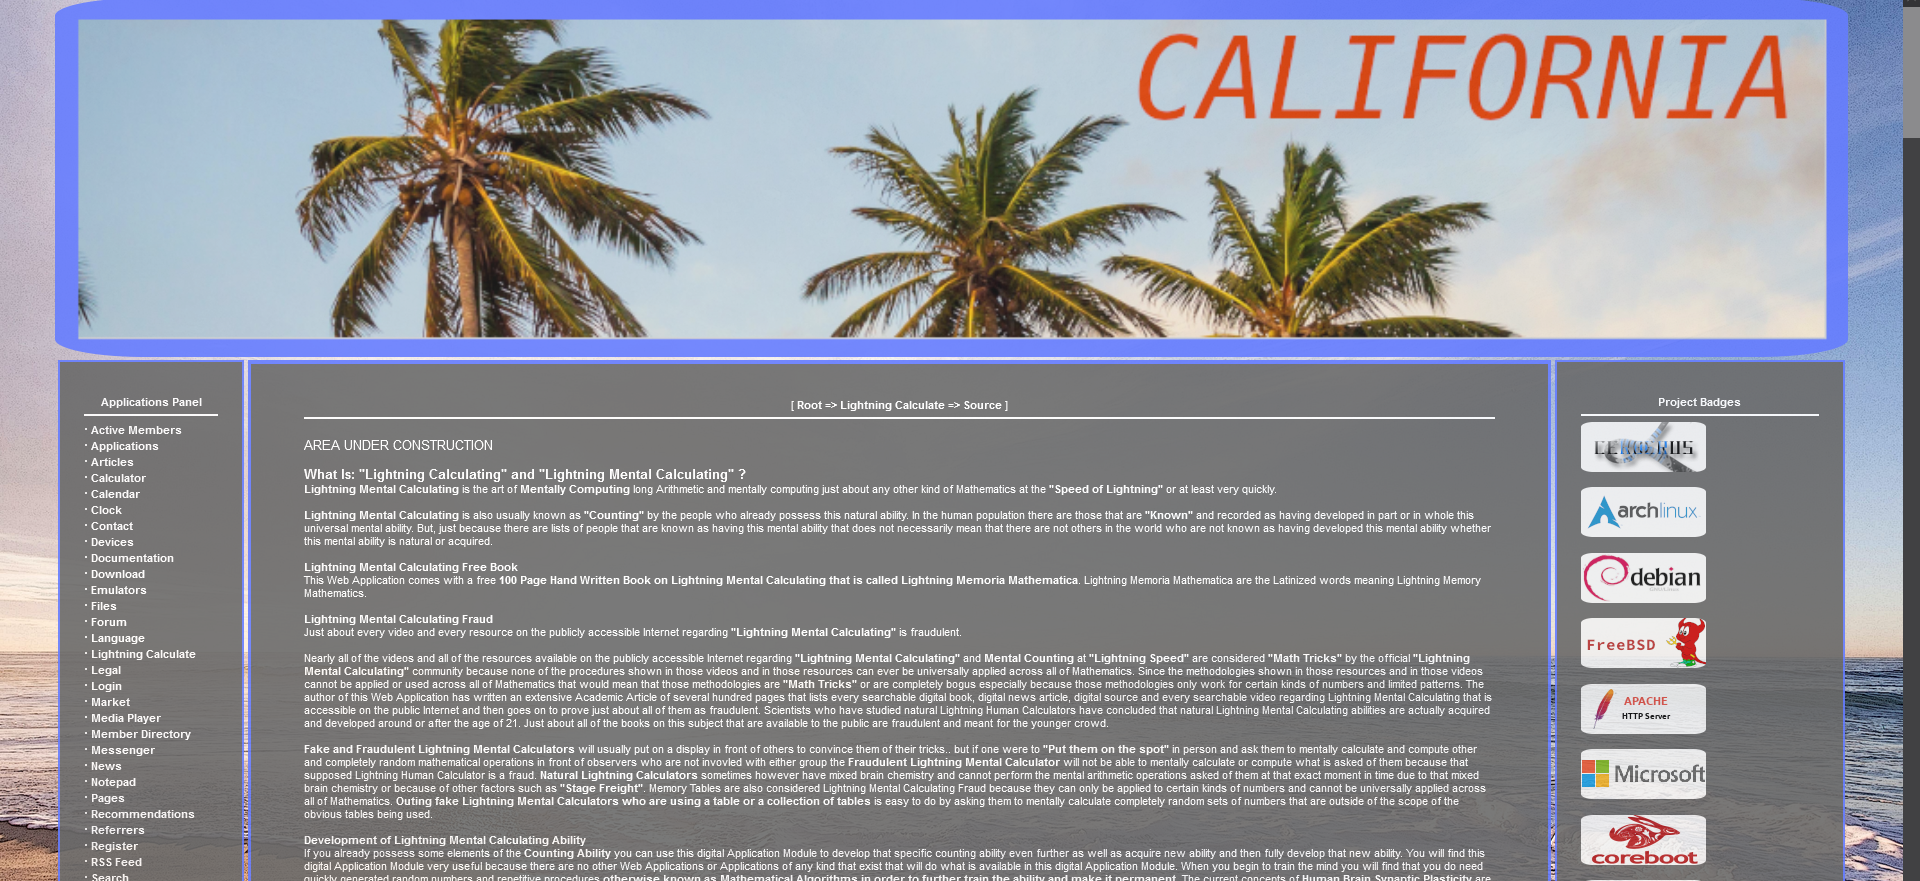 CALIFORNIA
Applications Panel
· Active Members
· Applications
· Articles
· Calculator
· Calendar
· Clock
· Contact
· Devices
· Documentation
· Download
· Emulators
· Files
· Forum
· Language
· Lightning Calculate
· Legal
· Login
· Market
· Media Player
· Member Directory
· Messenger
· News
· Notepad
· Pages
· Recommendations
· Referrers
· Register
· RSS Feed
· Search
[ Root => Lightning Calculate => Source ]
AREA UNDER CONSTRUCTION
What Is: "Lightning Calculating" and "Lightning Mental Calculating" ?
Lightning Mental Calculating is the art of Mentally Computing long Arithmetic and mentally computing just about any other kind of Mathematics at the "Speed of Lightning" or at least very quickly.
Lightning Mental Calculating is also usually known as "Counting" by the people who already possess this natural ability. In the human population there are those that are "Known" and recorded as having developed in part or in whole this
universal mental ability. But, just because there are lists of people that are known as having this mental ability that does not necessarily mean that there are not others in the world who are not known as having developed this mental ability whether
this mental ability is natural or acquired.
Lightning Mental Calculating Free Book
This Web Application comes with a free 100 Page Hand Written Book on Lightning Mental Calculating that is called Lightning Memoria Mathematica. Lightning Memoria Mathematica are the Latinized words meaning Lightning Memory
Mathematics.
Lightning Mental Calculating Fraud
Just about every video and every resource on the publicly accessible Internet regarding "Lightning Mental Calculating" is fraudulent.
Nearly all of the videos and all of the resources available on the publicly accessible Internet regarding "Lightning Mental Calculating" and Mental Counting at "Lightning Speed" are considered "Math Tricks" by the official "Lightning
Mental Calculating" community because none of the procedures shown in those videos and in those resources can ever be universally applied across all of Mathematics. Since the methodologies shown in those resources and in those videos
cannot be applied or used across all of Mathematics that would mean that those methodologies are "Math Tricks" or are completely bogus especially because those methodologies only work for certain kinds of numbers and limited patterns. The
author of this Web Application has written an extensive Academic Article of several hundred pages that lists every searchable digital book, digital news article, digital source and every searchable video regarding Lightning Mental Calculating that is
accessible on the public Internet and then goes on to prove just about all of them as fraudulent. Scientists who have studied natural Lightning Human Calculators have concluded that natural Lightning Mental Calculating abilities are actually acquired
and developed around or after the age of 21. Just about all of the books on this subject that are available to the public are fraudulent and meant for the younger crowd.
Fake and Fraudulent Lightning Mental Calculators will usually put on a display in front of others to convince them of their tricks.. but if one were to "Put them on the spot" in person and ask them to mentally calculate and compute other
and completely random mathematical operations in front of observers who are not invovled with either group the Fraudulent Lightning Mental Calculator will not be able to mentally calculate or compute what is asked of them because that
supposed Lightning Human Calculator is a fraud. Natural Lightning Calculators sometimes however have mixed brain chemistry and cannot perform the mental arithmetic operations asked of them at that exact moment in time due to that mixed
brain chemistry or because of other factors such as "Stage Freight". Memory Tables are also considered Lightning Mental Calculating Fraud because they can only be applied to certain kinds of numbers and cannot be universally applied across
all of Mathematics. Outing fake Lightning Mental Calculators who are using a table or a collection of tables is easy to do by asking them to mentally calculate completely random sets of numbers that are outside of the scope of the
obvious tables being used.
Development of Lightning Mental Calculating Ability
If you already possess some elements of the Counting Ability you can use this digital Application Module to develop that specific counting ability even further as well as acquire new ability and then fully develop that new ability. You will find this
digital Application Module very useful because there are no other Web Applications or Applications of any kind that exist that will do what is available in this digital Application Module. When you begin to train the mind you will find that you do need
quickly generated random numbers and repetitive procedures otherwise known as Mathematical Algorithms in order to further train the ability and make it permanent. The current concepts of Human Brain Synaptic Plasticity are
Project Badges
archlinux
debian
FreeBSD
APACHE
HTTP Server
Microsoft
coreboot